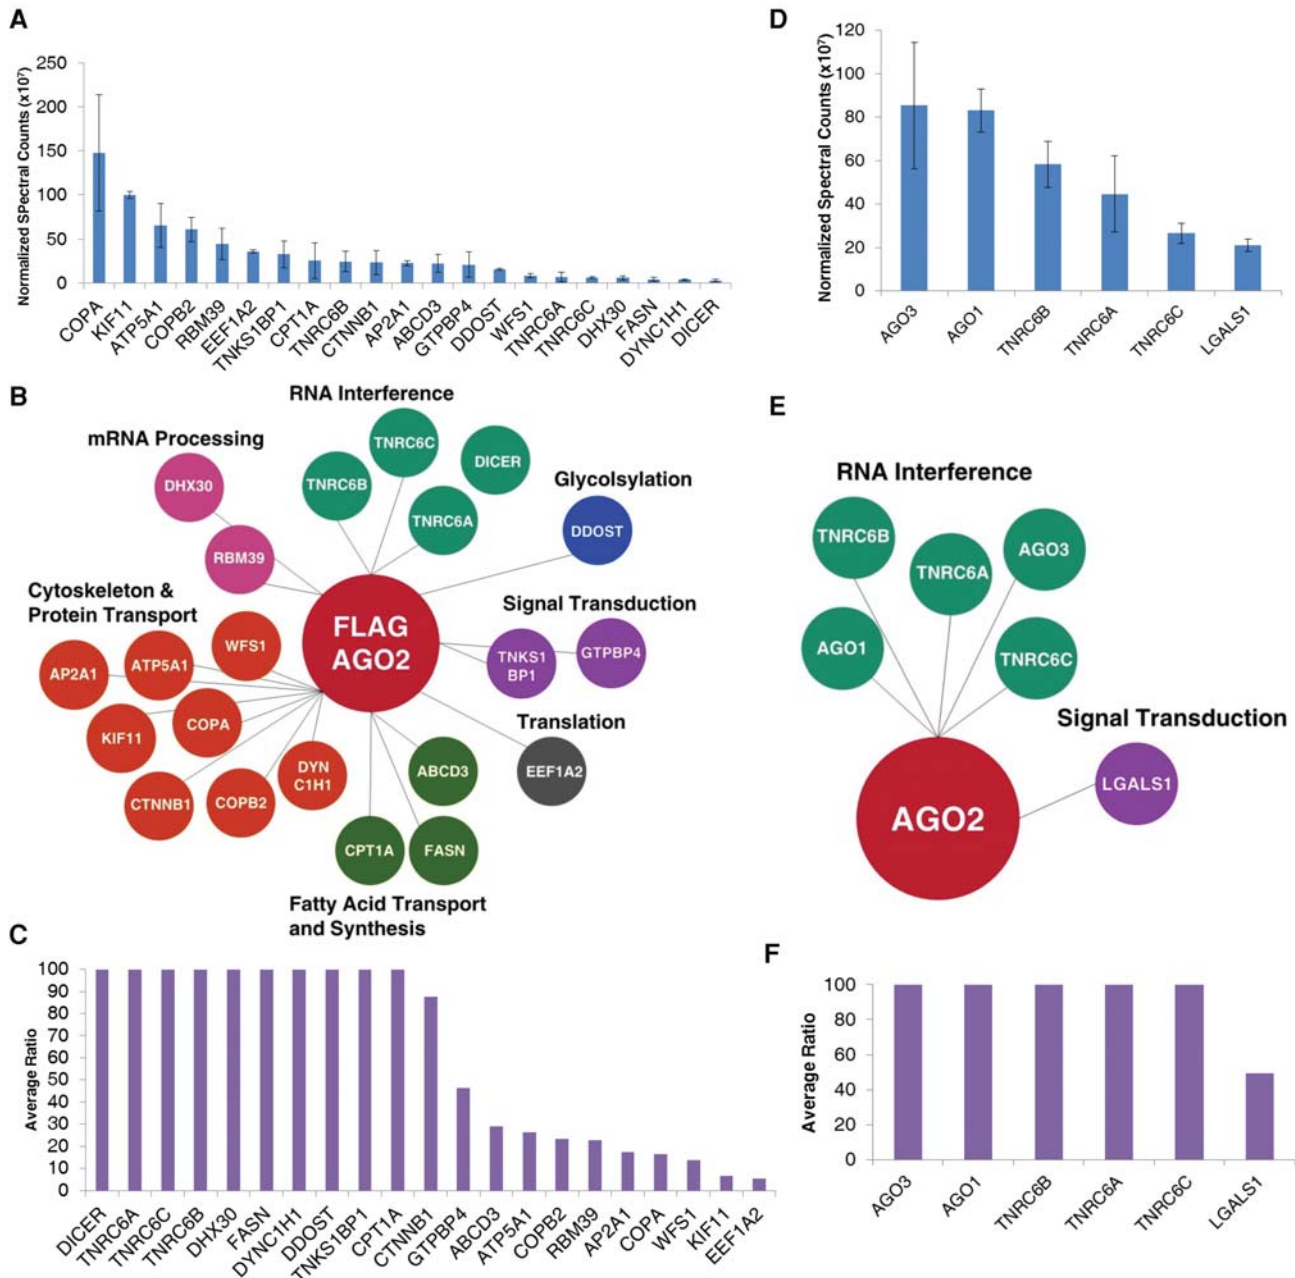 A
Normalized SPectral Counts (x10⁷)
250
200
150
100
50
0
COPA
KIF11
ATP5A1
COPB2
RBM39
EEF1A2
TNKS1BP1
CPT1A
TNRC6B
CTNNB1
AP2A1
ABCD3
GTPBP4
DDOST
WFS1
TNRC6A
TNRC6C
DHX30
FASN
DYNC1H1
DICER
D
Normalized Spectral Counts (x10⁷)
120
100
80
60
40
20
0
AGO3
AGO1
TNRC6B
TNRC6A
TNRC6C
LGALS1
B
RNA Interference
mRNA Processing
TNRC6C
DICER
DHX30
TNRC6B
Glycolsylation
TNRC6A
DDOST
RBM39
Cytoskeleton &
Protein Transport
Signal Transduction
FLAG
AGO2
WFS1
AP2A1
ATP5A1
TNKS1
BP1
GTPBP4
COPA
KIF11
Translation
DYN
C1H1
ABCD3
EEF1A2
CTNNB1
COPB2
CPT1A
FASN
Fatty Acid Transport
and Synthesis
E
RNA Interference
TNRC6B
AGO3
TNRC6A
AGO1
TNRC6C
Signal Transduction
LGALS1
AGO2
C
Average Ratio
100
90
80
70
60
50
40
30
20
10
0
DICER
TNRC6A
TNRC6C
TNRC6B
DHX30
FASN
DYNC1H1
DDOST
TNKS1BP1
CPT1A
CTNNB1
GTPBP4
ABCD3
ATP5A1
COPB2
RBM39
AP2A1
COPA
WFS1
KIF11
EEF1A2
F
Average Ratio
100
80
60
40
20
0
AGO3
AGO1
TNRC6B
TNRC6A
TNRC6C
LGALS1